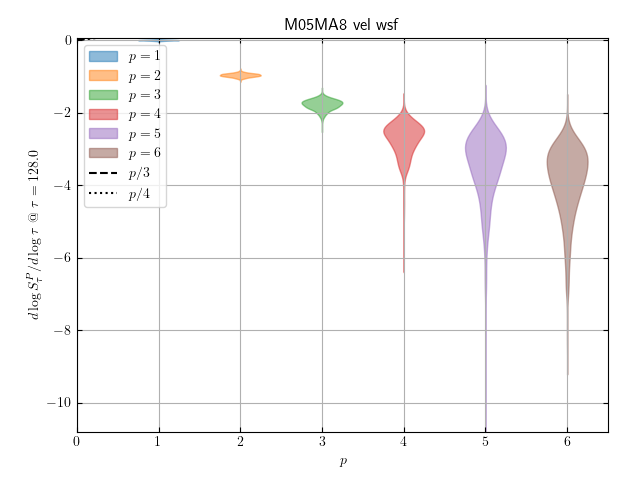 M05MA8 vel wsf
d log S_τ^P / d log τ @ τ = 128.0
0
−2
−4
−6
−8
−10
p = 1
p = 2
p = 3
p = 4
p = 5
p = 6
p/3
p/4
0 1 2 3 4 5 6
p